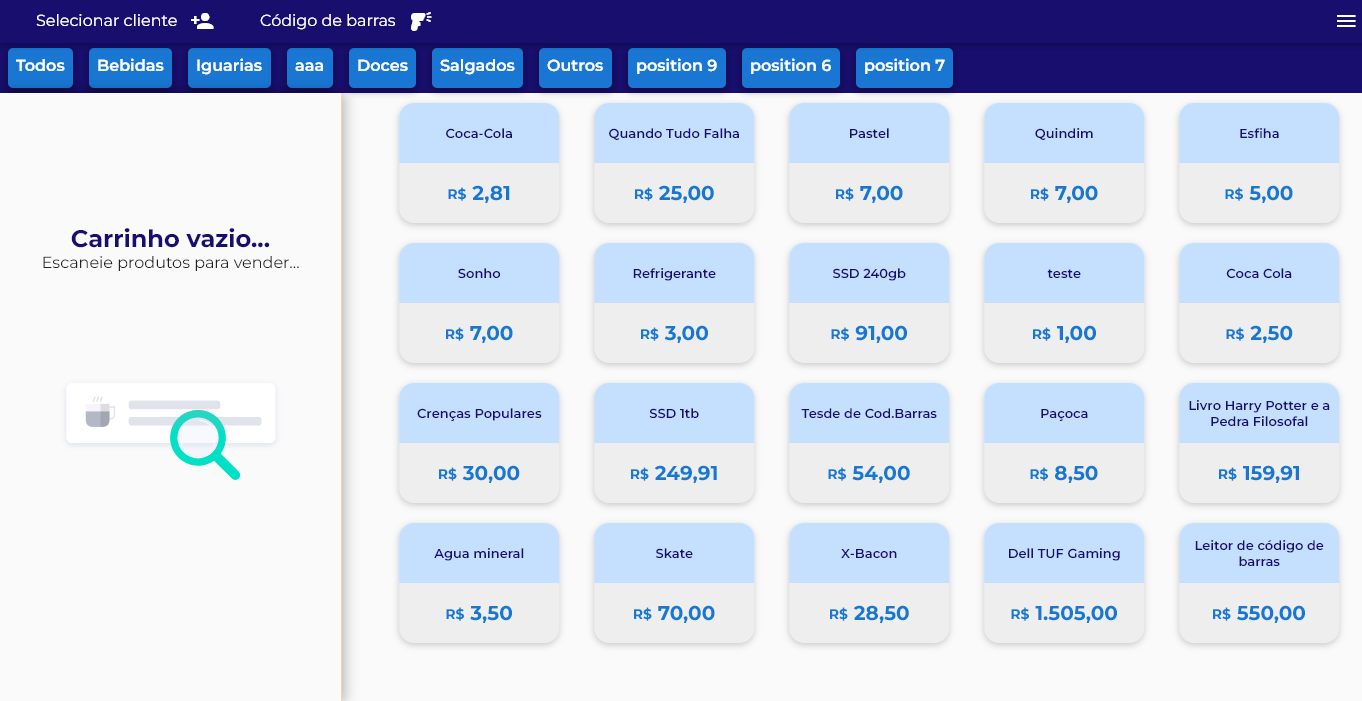 Selecionar cliente
Código de barras
Todos
Bebidas
Iguarias
aaa
Doces
Salgados
Outros
position 9
position 6
position 7
Carrinho vazio...
Escaneie produtos para vender...
Coca-Cola
R$ 2,81
Quando Tudo Falha
R$ 25,00
Pastel
R$ 7,00
Quindim
R$ 7,00
Esfiha
R$ 5,00
Sonho
R$ 7,00
Refrigerante
R$ 3,00
SSD 240gb
R$ 91,00
teste
R$ 1,00
Coca Cola
R$ 2,50
Crenças Populares
R$ 30,00
SSD 1tb
R$ 249,91
Tesde de Cod.Barras
R$ 54,00
Paçoca
R$ 8,50
Livro Harry Potter e a
Pedra Filosofal
R$ 159,91
Agua mineral
R$ 3,50
Skate
R$ 70,00
X-Bacon
R$ 28,50
Dell TUF Gaming
R$ 1.505,00
Leitor de código de
barras
R$ 550,00